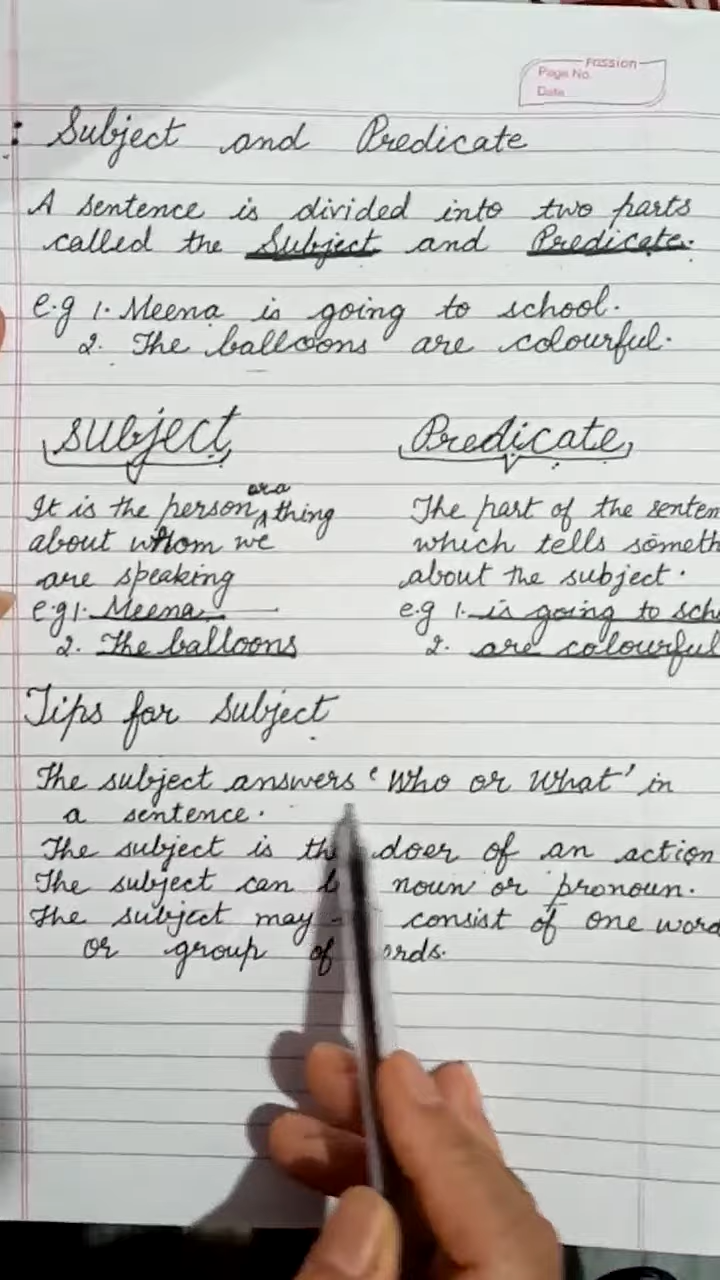 Fassion
Page No.
Date
: Subject and Predicate
A sentence is divided into two parts
called the Subject and Predicate.
e.g 1. Meena is going to school.
2. The balloons are colourful.
Subject
It is the person or a thing
about whom we
are speaking
e.g 1. Meena
2. The balloons
Predicate
The part of the senten
which tells someth
about the subject.
e.g 1. is going to sch
2. are colourful
Tips for Subject
The subject answers 'Who or What' in
a sentence.
The subject is the doer of an action
The subject can noun or pronoun.
The subject may consist of one word
or group of ords.